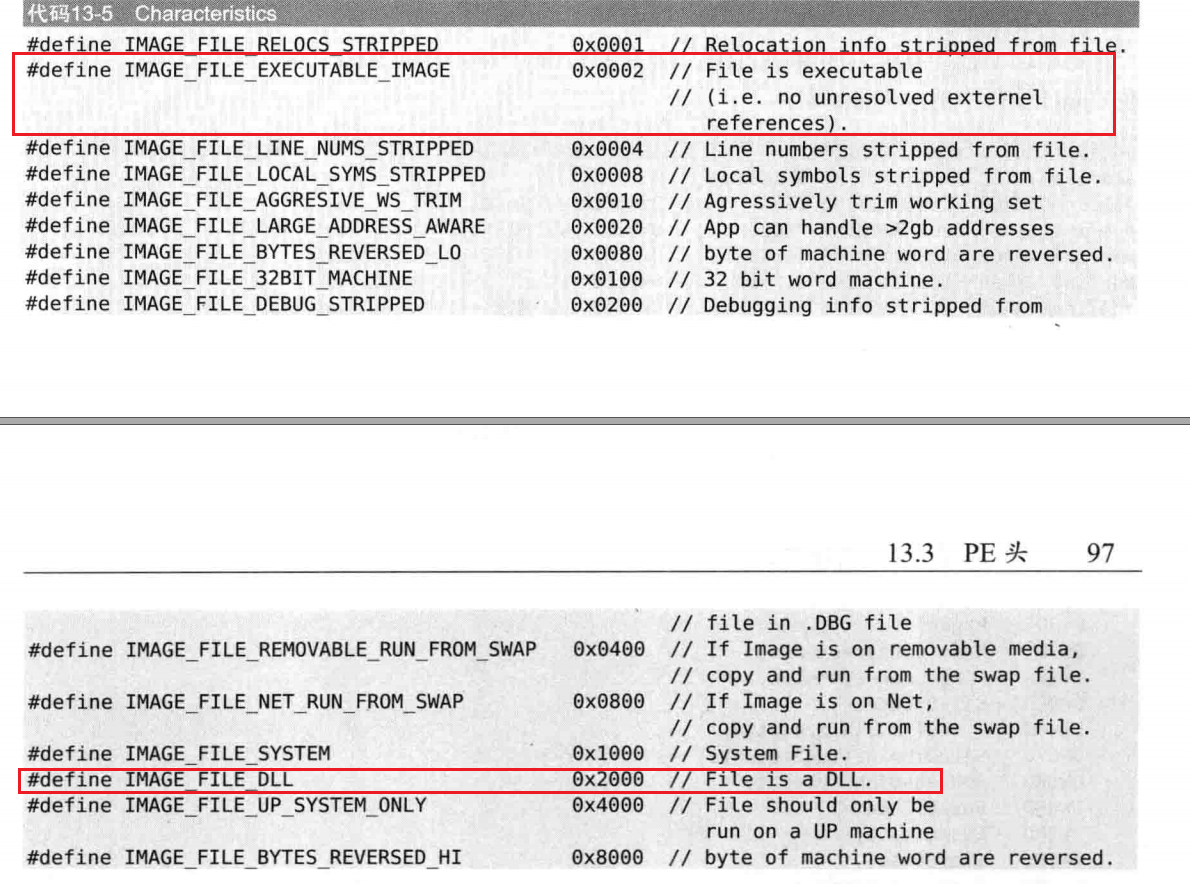 代码13-5 Characteristics
#define IMAGE_FILE_RELOCS_STRIPPED 0x0001 // Relocation info stripped from file.
#define IMAGE_FILE_EXECUTABLE_IMAGE 0x0002 // File is executable
// (i.e. no unresolved externel
references).
#define IMAGE_FILE_LINE_NUMS_STRIPPED 0x0004 // Line numbers stripped from file.
#define IMAGE_FILE_LOCAL_SYMS_STRIPPED 0x0008 // Local symbols stripped from file.
#define IMAGE_FILE_AGGRESIVE_WS_TRIM 0x0010 // Agressively trim working set
#define IMAGE_FILE_LARGE_ADDRESS_AWARE 0x0020 // App can handle >2gb addresses
#define IMAGE_FILE_BYTES_REVERSED_LO 0x0080 // byte of machine word are reversed.
#define IMAGE_FILE_32BIT_MACHINE 0x0100 // 32 bit word machine.
#define IMAGE_FILE_DEBUG_STRIPPED 0x0200 // Debugging info stripped from
13.3 PE 头 97
// file in .DBG file
#define IMAGE_FILE_REMOVABLE_RUN_FROM_SWAP 0x0400 // If Image is on removable media,
// copy and run from the swap file.
#define IMAGE_FILE_NET_RUN_FROM_SWAP 0x0800 // If Image is on Net,
// copy and run from the swap file.
#define IMAGE_FILE_SYSTEM 0x1000 // System File.
#define IMAGE_FILE_DLL 0x2000 // File is a DLL.
#define IMAGE_FILE_UP_SYSTEM_ONLY 0x4000 // File should only be
run on a UP machine
#define IMAGE_FILE_BYTES_REVERSED_HI 0x8000 // byte of machine word are reversed.